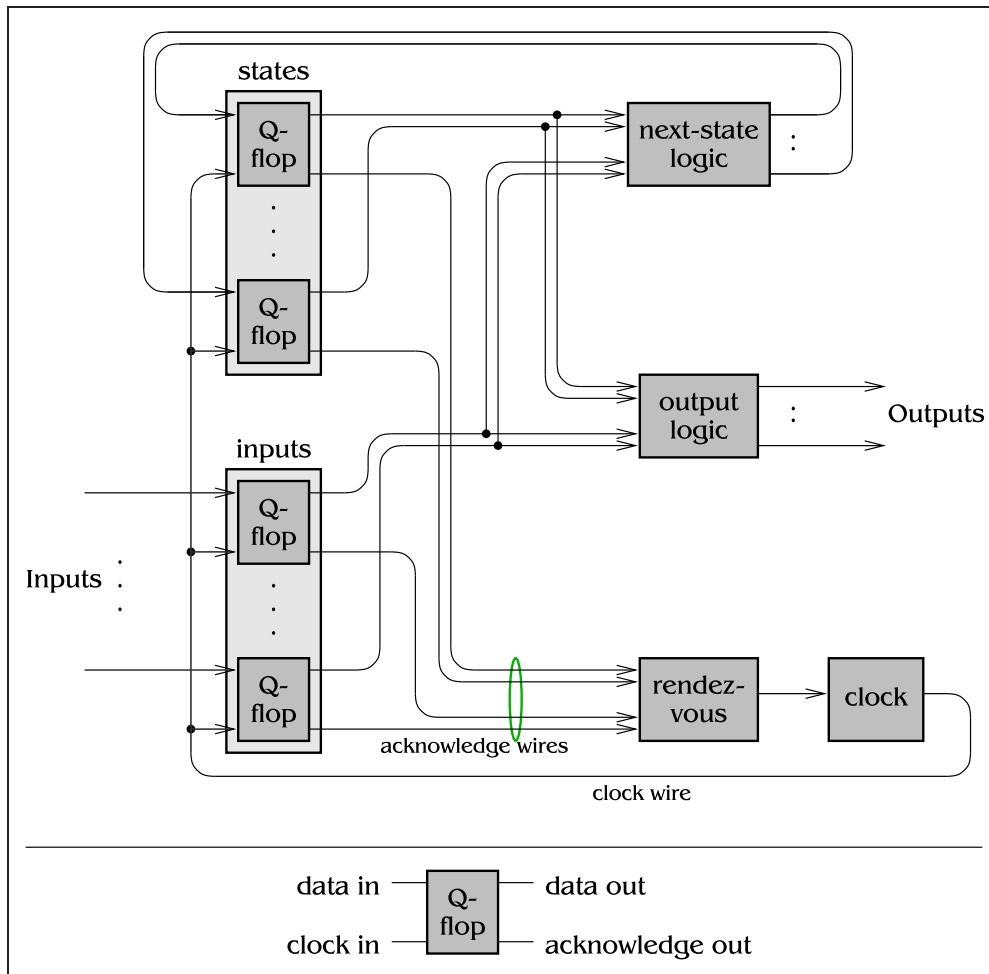 states
Q-
flop
next-state
logic
Q-
flop
output
logic
Outputs
inputs
Q-
flop
Inputs
Q-
flop
rendez-
vous
clock
acknowledge wires
clock wire
data in
Q-
flop
data out
clock in
acknowledge out